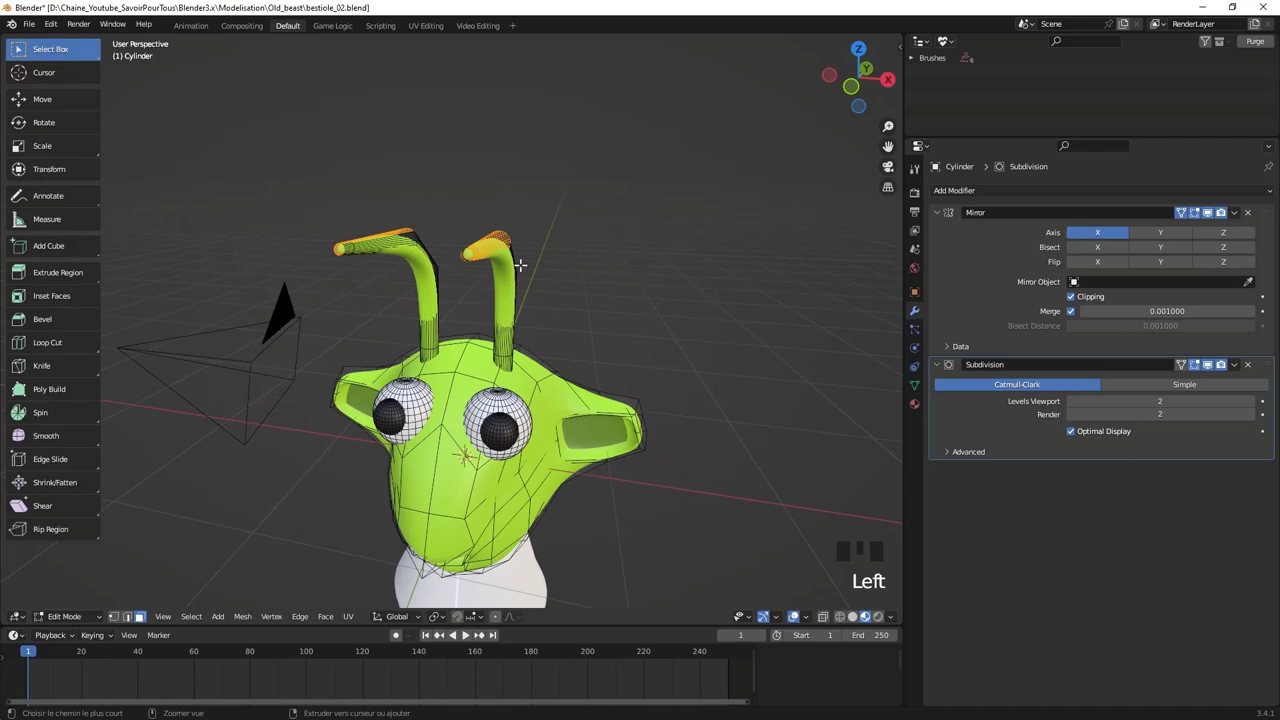 Blender* [D:\Chaine_Youtube_SavoirPourTous\Blender3.x\Modelisation\Old_beast\bestiole_02.blend]
File Edit Render Window Help Animation Compositing Default Game Logic Scripting UV Editing Video Editing + Scene RenderLayer
Select Box
Cursor
Move
Rotate
Scale
Transform
Annotate
Measure
Add Cube
Extrude Region
Inset Faces
Bevel
Loop Cut
Knife
Poly Build
Spin
Smooth
Edge Slide
Shrink/Fatten
Shear
Rip Region
User Perspective
(1) Cylinder
Z
Y
X
Left
Edit Mode View Select Add Mesh Vertex Edge Face UV Global
Purge
Brushes 6
Cylinder > Subdivision
Add Modifier
Mirror
Axis X Y Z
Bisect X Y Z
Flip X Y Z
Mirror Object
Clipping
Merge 0.001000
Bisect Distance 0.001000
Data
Subdivision
Catmull-Clark Simple
Levels Viewport 2
Render 2
Optimal Display
Advanced
Playback Keying View Marker 1 Start 1 End 250
1 20 40 60 80 100 120 140 160 180 200 220 240
Choisir le chemin le plus court Zoomer vue Extruder vers curseur ou ajouter 3.4.1